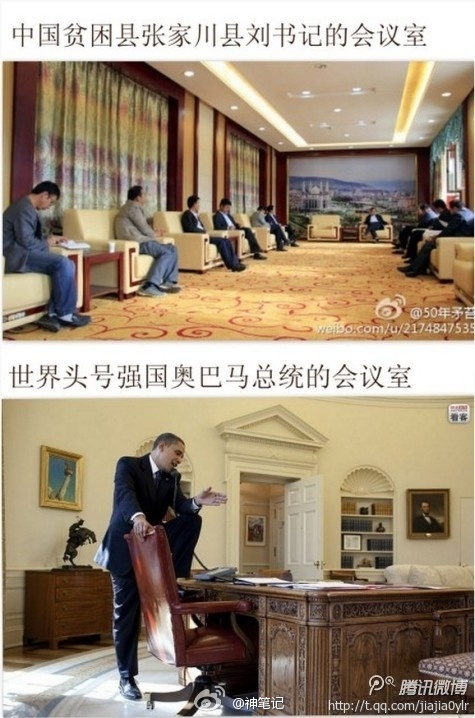 中国贫困县张家川县刘书记的会议室
@50年矛
weibo.com/u/2174847535
世界头号强国奥巴马总统的会议室
看客
腾讯微博
@神笔记
http://t.qq.com/jiajia0ylr